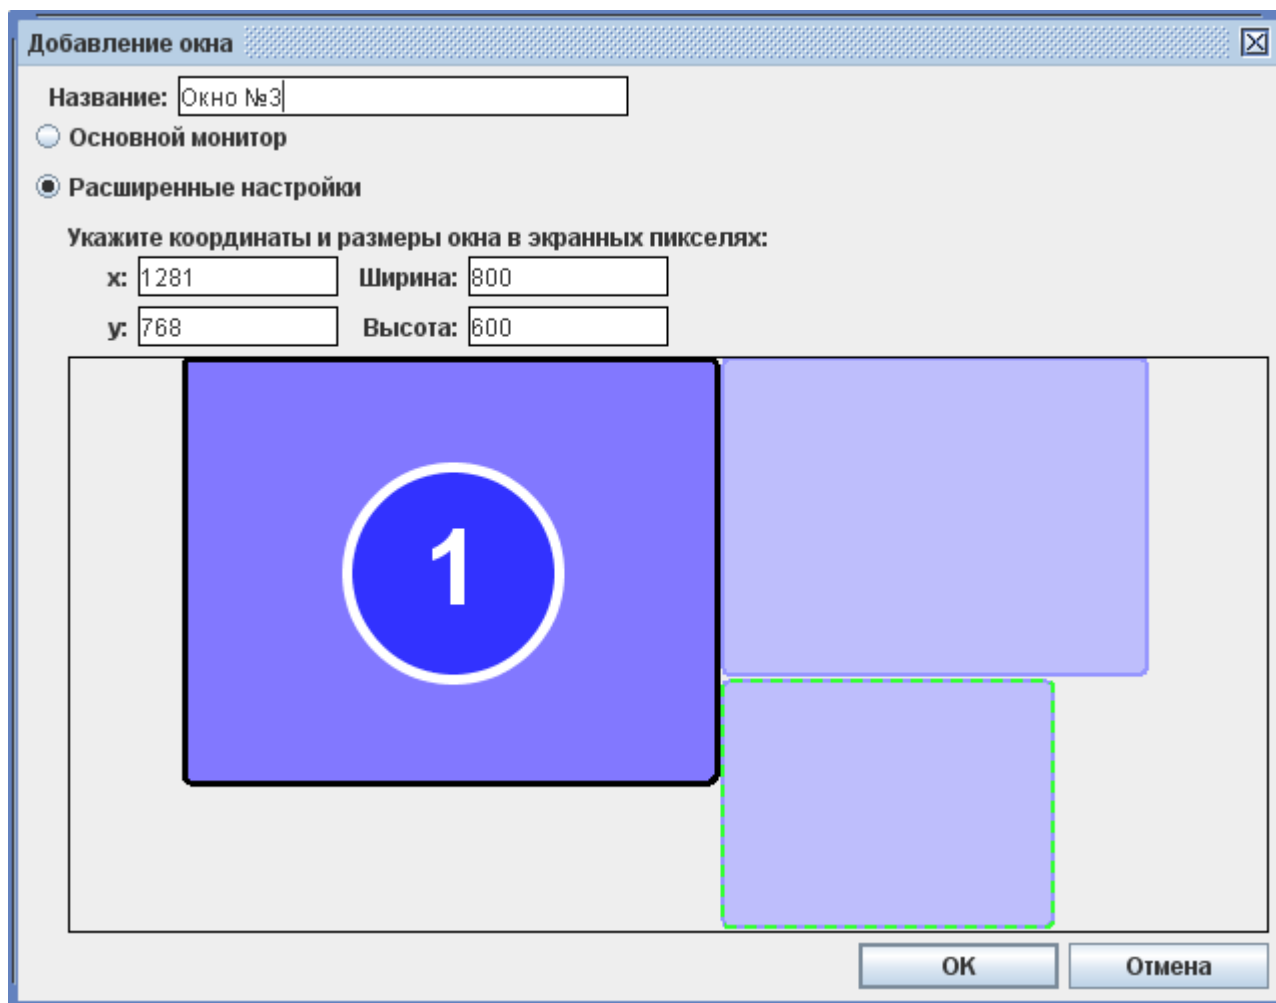 Добавление окна
Название: Окно №3
Основной монитор
Расширенные настройки
Укажите координаты и размеры окна в экранных пикселях:
x: 1281 Ширина: 800
y: 768 Высота: 600
1
OK Отмена